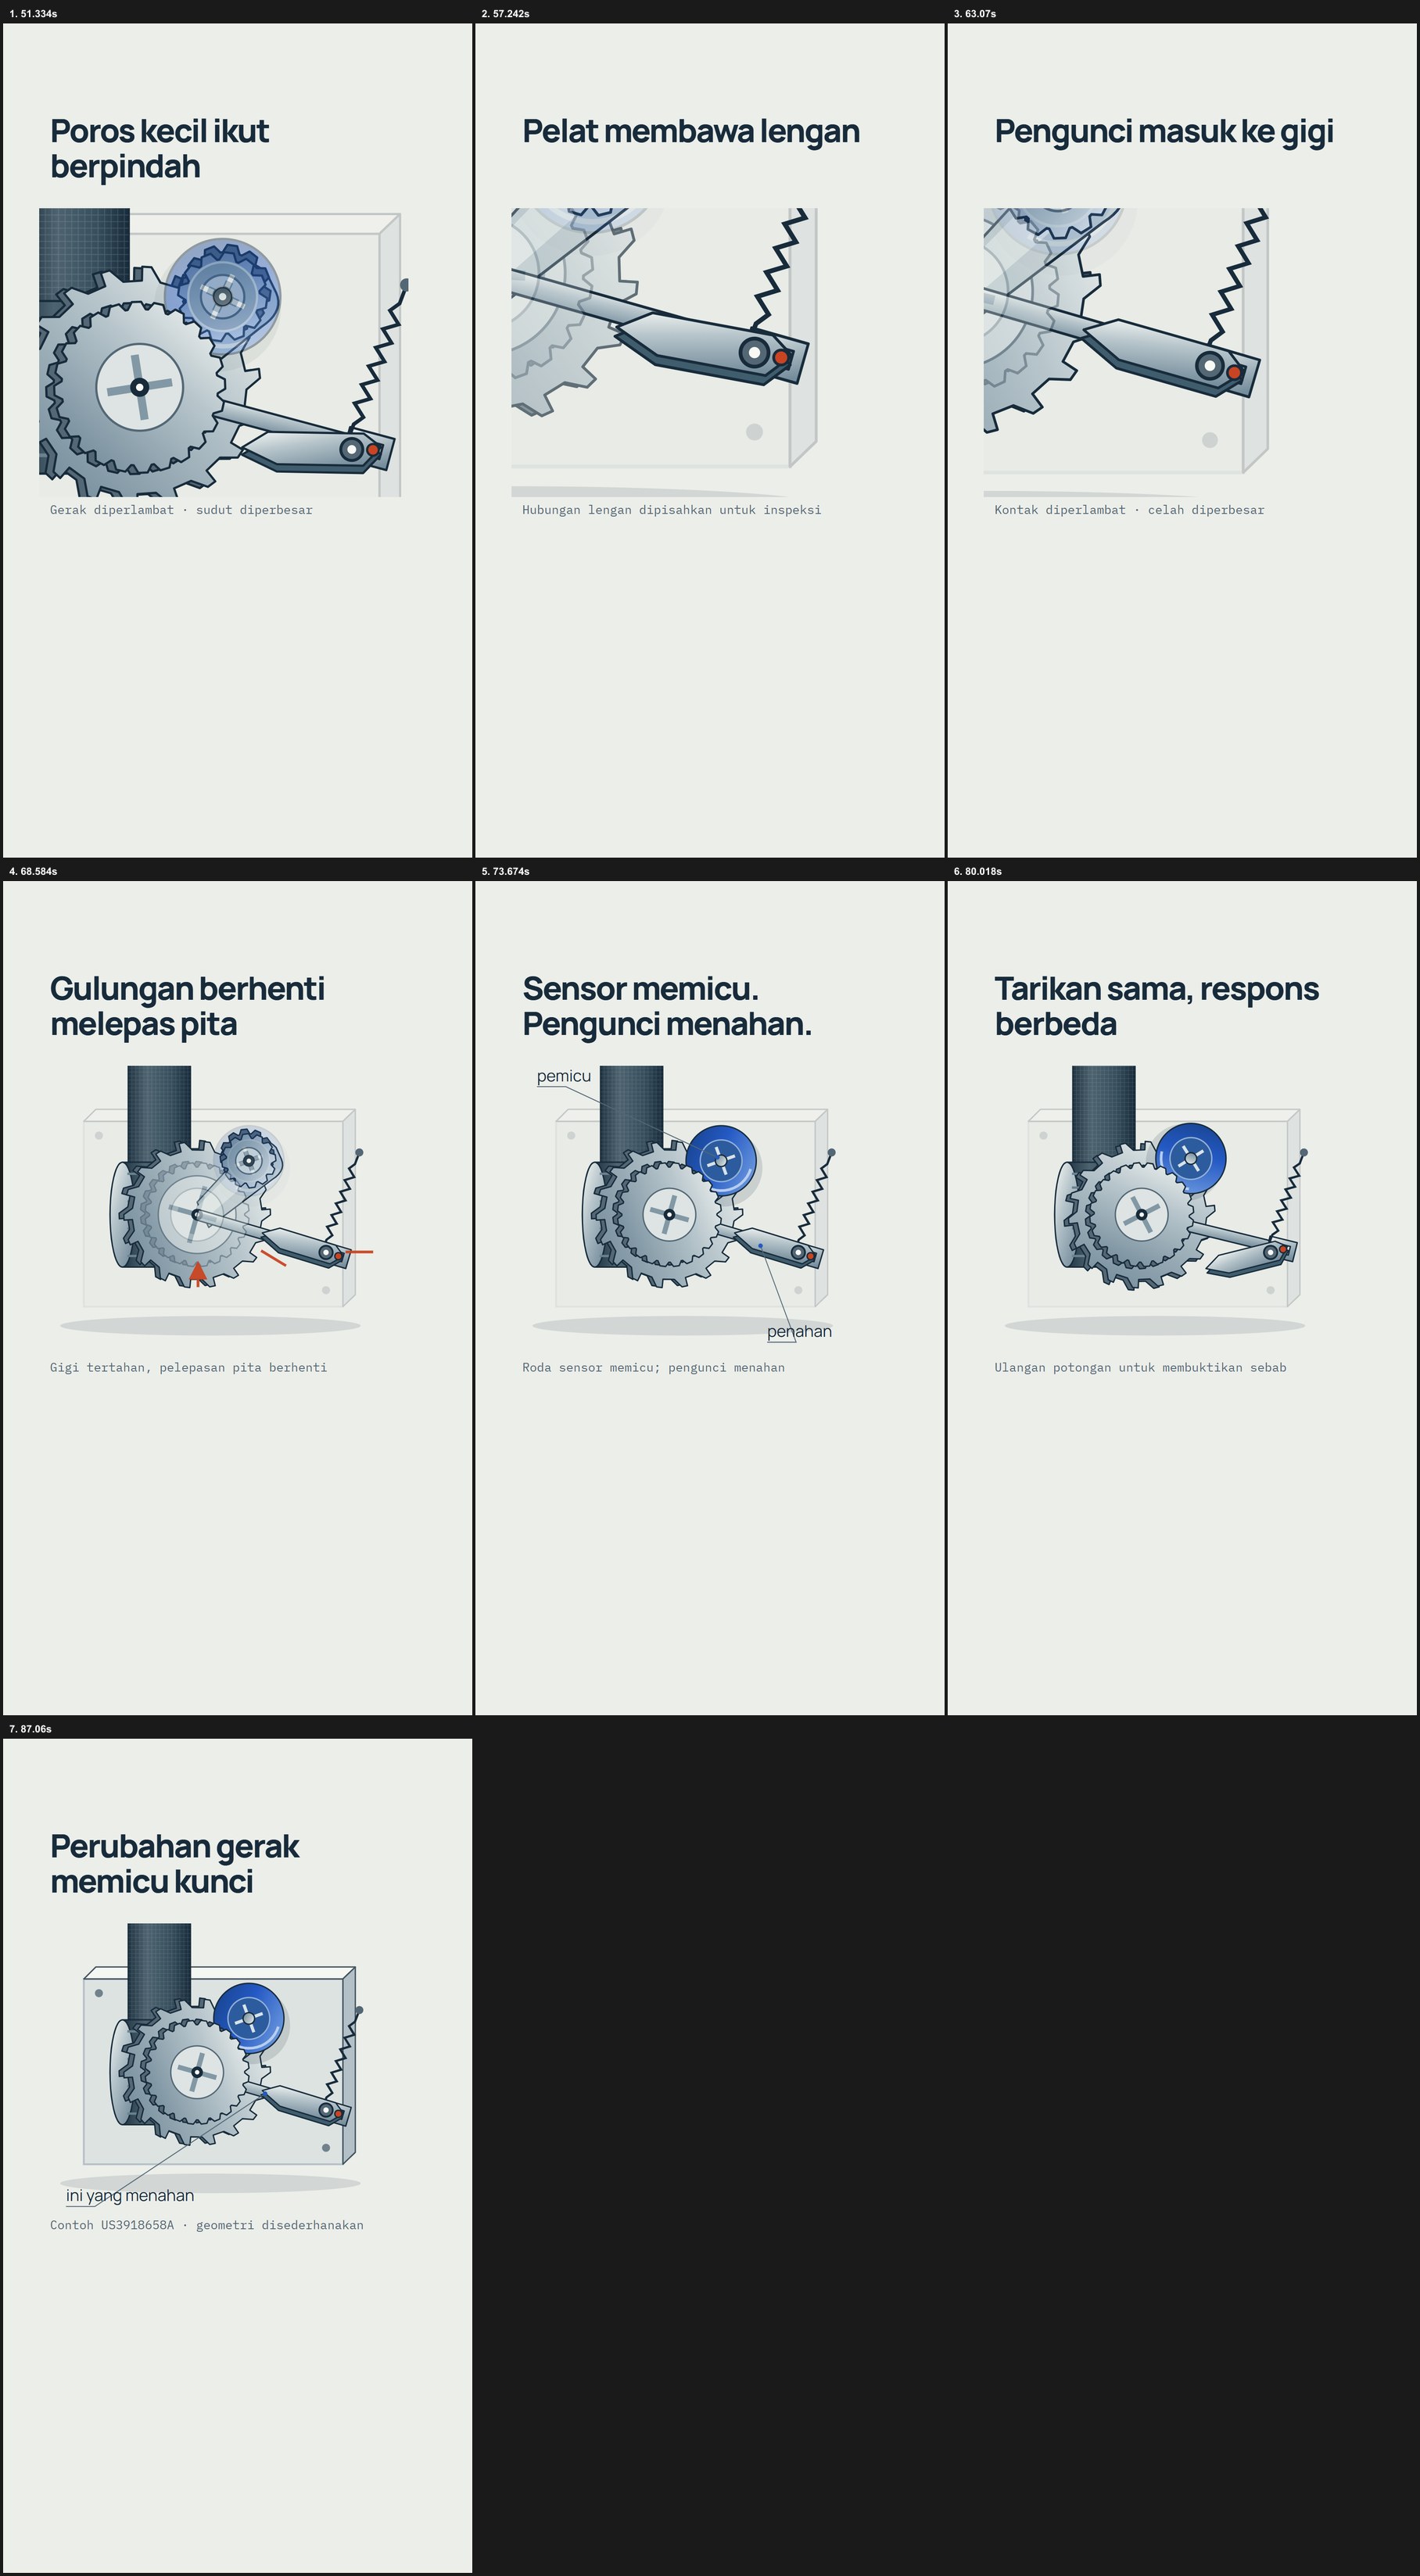 1. 51.334s
Poros kecil ikut
berpindah
Gerak diperlambat · sudut diperbesar
2. 57.242s
Pelat membawa lengan
Hubungan lengan dipisahkan untuk inspeksi
3. 63.07s
Pengunci masuk ke gigi
Kontak diperlambat · celah diperbesar
4. 68.584s
Gulungan berhenti
melepas pita
Gigi tertahan, pelepasan pita berhenti
5. 73.674s
Sensor memicu.
Pengunci menahan.
pemicu
penahan
Roda sensor memicu; pengunci menahan
6. 80.018s
Tarikan sama, respons
berbeda
Ulangan potongan untuk membuktikan sebab
7. 87.06s
Perubahan gerak
memicu kunci
ini yang menahan
Contoh US3918658A · geometri disederhanakan